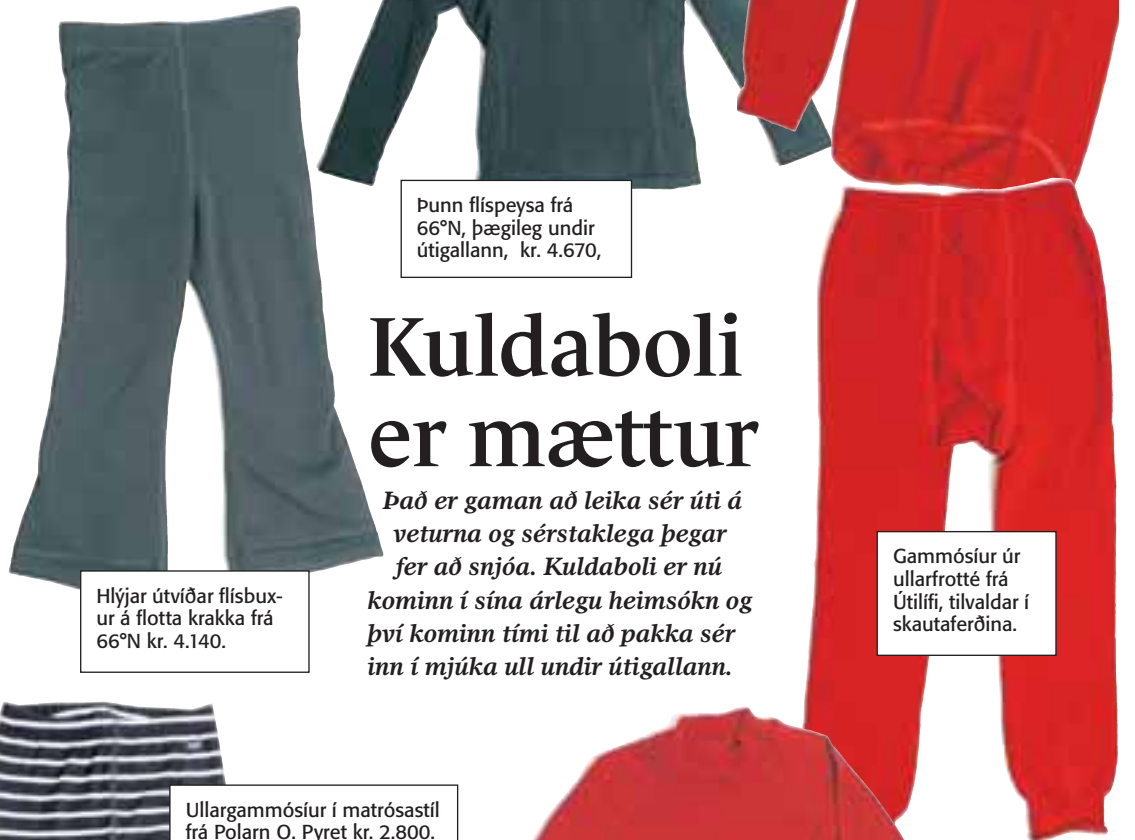 Þunn flíspeysa frá
66°N, þægileg undir
útigallann, kr. 4.670,
Kuldaboli
er mættur
Það er gaman að leika sér úti á
veturna og sérstaklega þegar
fer að snjóa. Kuldaboli er nú
kominn í sína árlegu heimsókn og
því kominn tími til að pakka sér
inn í mjúka ull undir útigallann.
Gammósíur úr
ullarfrotté frá
Útilífi, tilvaldar í
skautaferðina.
Hlýjar útvíðar flísbux-
ur á flotta krakka frá
66°N kr. 4.140.
Ullargammósíur í matrósastíl
frá Polarn O. Pyret kr. 2.800.